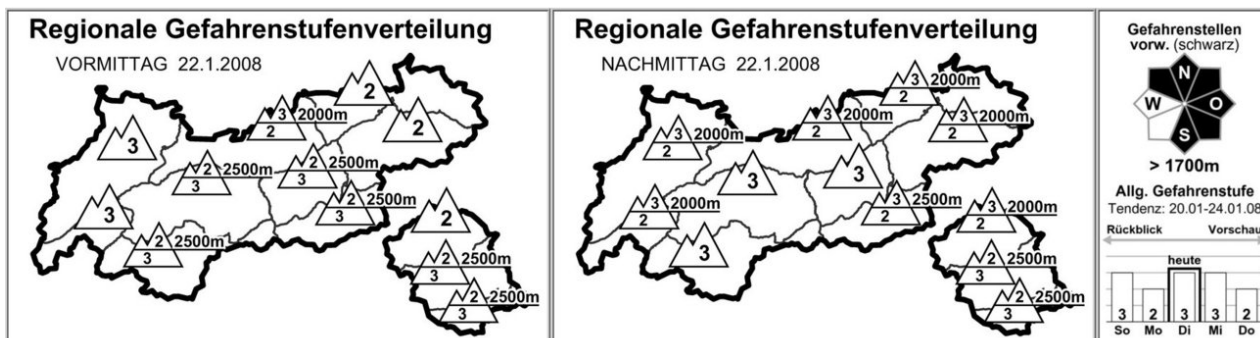 Regionale Gefahrenstufenverteilung
VORMITTAG 22.1.2008
2
3 2000m
2
2
3
2 2500m
3
2 2500m
3
3
2 2500m
3
2
2 2500m
3
2 2500m
3
2 2500m
3
Regionale Gefahrenstufenverteilung
NACHMITTAG 22.1.2008
3 2000m
2
3 2000m
2
3 2000m
2
3 2000m
2
3
3
3 2000m
2
2 2500m
3
3 2000m
2
3
2 2500m
3
2 2500m
3
Gefahrenstellen
vorw. (schwarz)
N
W O
S
> 1700m
Allg. Gefahrenstufe
Tendenz: 20.01-24.01.08
Rückblick Vorschau
heute
3 2 3 3 2
So Mo Di Mi Do